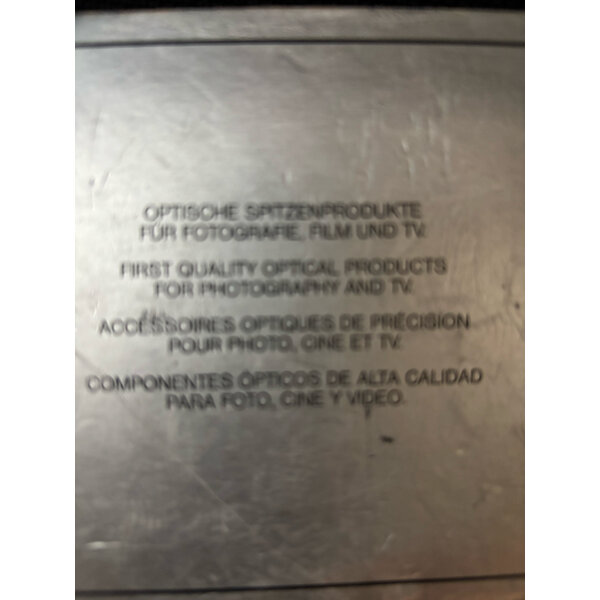 OPTISCHE SPITZENPRODUKTE
FÜR FOTOGRAFIE, FILM UND TV.
FIRST QUALITY OPTICAL PRODUCTS
FOR PHOTOGRAPHY AND TV.
ACCÉSSOIRES OPTIQUES DE PRÉCISION
POUR PHOTO, CINE ET TV.
COMPONENTES ÓPTICOS DE ALTA CALIDAD
PARA FOTO, CINE Y VIDEO.